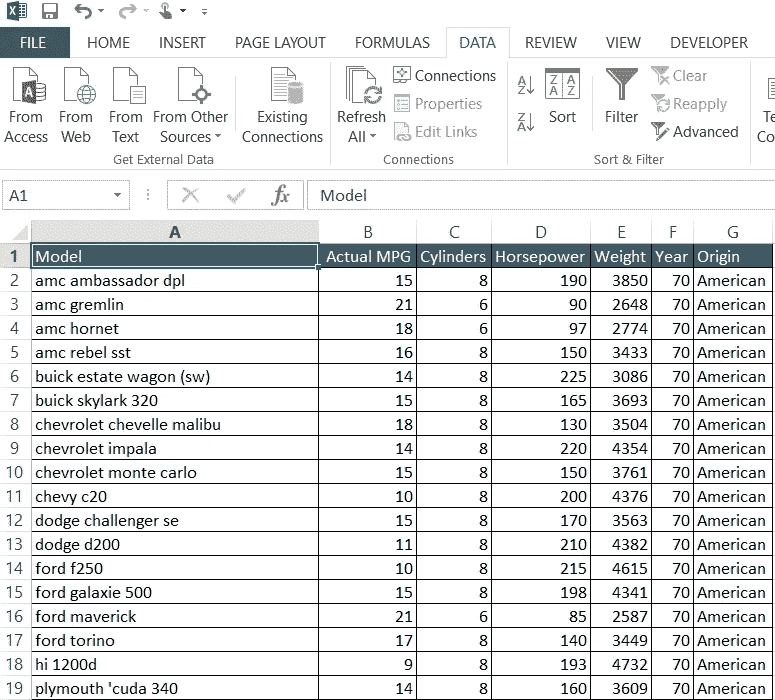 FILE HOME INSERT PAGE LAYOUT FORMULAS DATA REVIEW VIEW DEVELOPER
From Access From Web From Text From Other Sources Existing Connections Refresh All Connections Properties Edit Links Sort Filter Clear Reapply Advanced
Get External Data Connections Sort & Filter
A1 fx Model
A B C D E F G
1 Model Actual MPG Cylinders Horsepower Weight Year Origin
2 amc ambassador dpl 15 8 190 3850 70 American
3 amc gremlin 21 6 90 2648 70 American
4 amc hornet 18 6 97 2774 70 American
5 amc rebel sst 16 8 150 3433 70 American
6 buick estate wagon (sw) 14 8 225 3086 70 American
7 buick skylark 320 15 8 165 3693 70 American
8 chevrolet chevelle malibu 18 8 130 3504 70 American
9 chevrolet impala 14 8 220 4354 70 American
10 chevrolet monte carlo 15 8 150 3761 70 American
11 chevy c20 10 8 200 4376 70 American
12 dodge challenger se 15 8 170 3563 70 American
13 dodge d200 11 8 210 4382 70 American
14 ford f250 10 8 215 4615 70 American
15 ford galaxie 500 15 8 198 4341 70 American
16 ford maverick 21 6 85 2587 70 American
17 ford torino 17 8 140 3449 70 American
18 hi 1200d 9 8 193 4732 70 American
19 plymouth 'cuda 340 14 8 160 3609 70 American